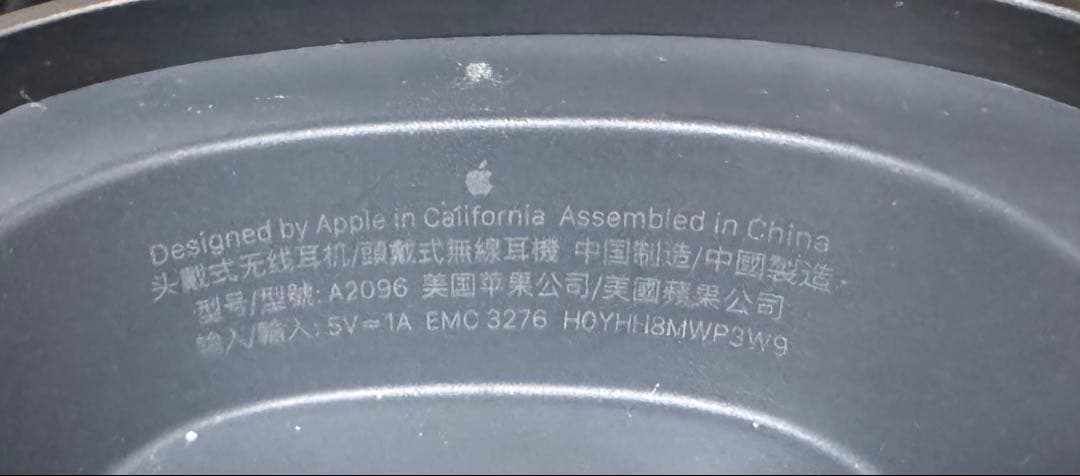 Designed by Apple in California Assembled in China
头戴式无线耳机/頭戴式無線耳機 中国制造/中國製造
型号/型號: A2096 美国苹果公司/美國蘋果公司
输入/輸入: 5V⎓1A EMC 3276 H0YHH8MWP3W9